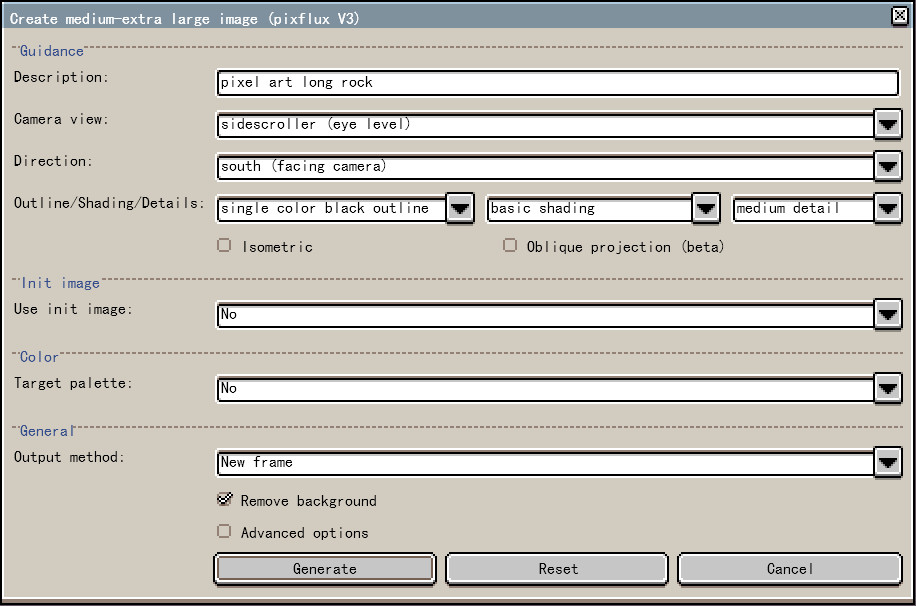 Create medium-extra large image (pixflux V3)
Guidance
Description: pixel art long rock
Camera view: sidescroller (eye level)
Direction: south (facing camera)
Outline/Shading/Details: single color black outline basic shading medium detail
Isometric Oblique projection (beta)
Init image
Use init image: No
Color
Target palette: No
General
Output method: New frame
Remove background
Advanced options
Generate Reset Cancel